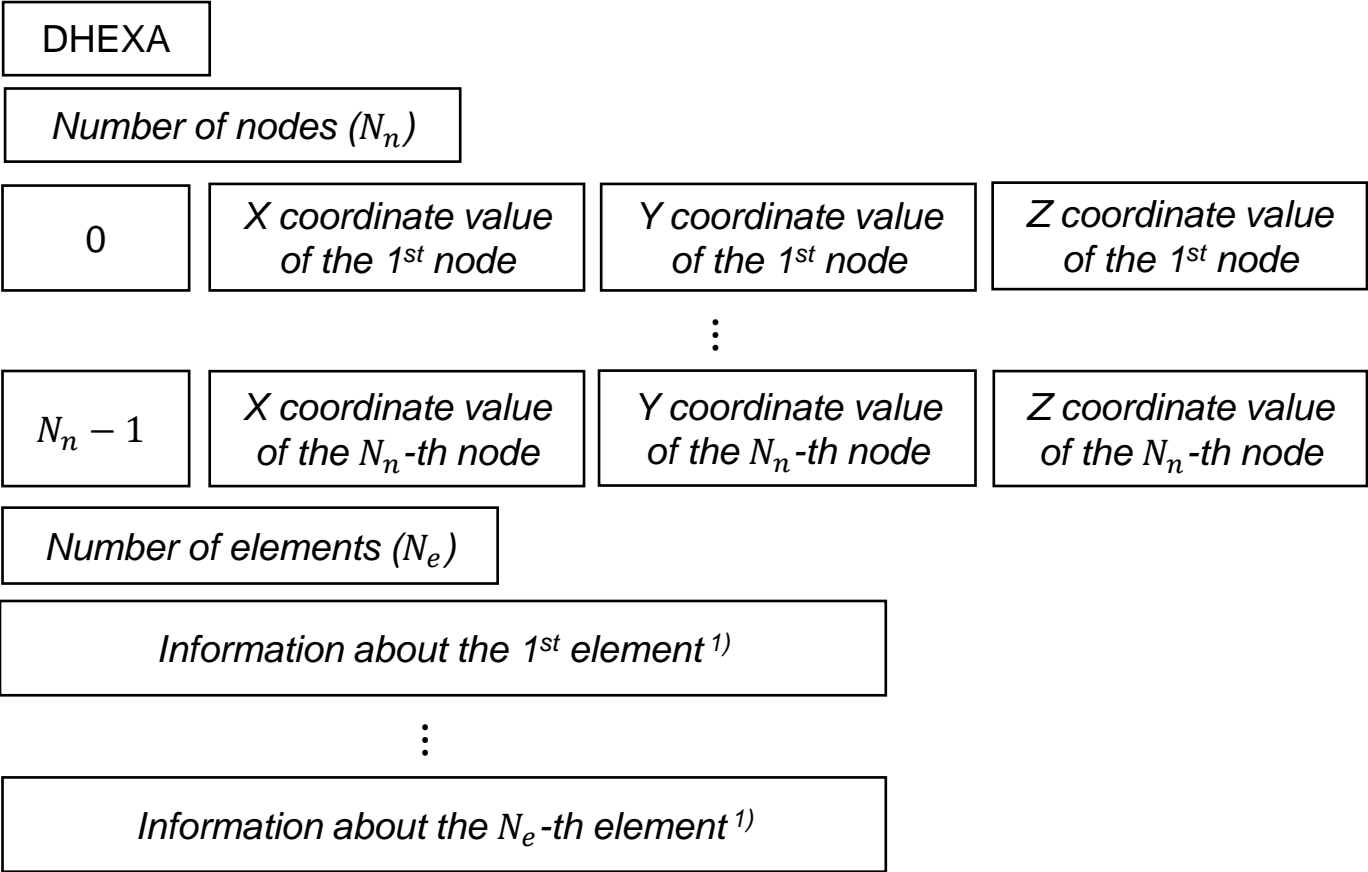 DHEXA
Number of nodes (Nₙ)
0
X coordinate value
of the 1st node
Y coordinate value
of the 1st node
Z coordinate value
of the 1st node
⋮
Nₙ − 1
X coordinate value
of the Nₙ-th node
Y coordinate value
of the Nₙ-th node
Z coordinate value
of the Nₙ-th node
Number of elements (Nₑ)
Information about the 1st element 1)
⋮
Information about the Nₑ-th element 1)